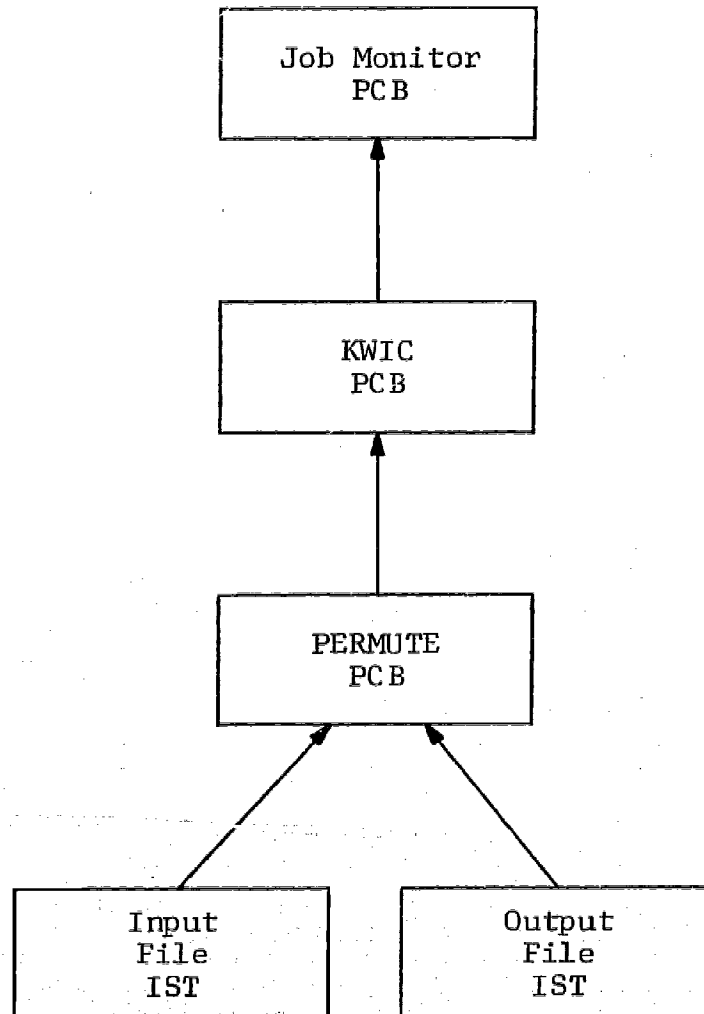 Job Monitor
PCB
KWIC
PCB
PERMUTE
PCB
Input
File
IST
Output
File
IST